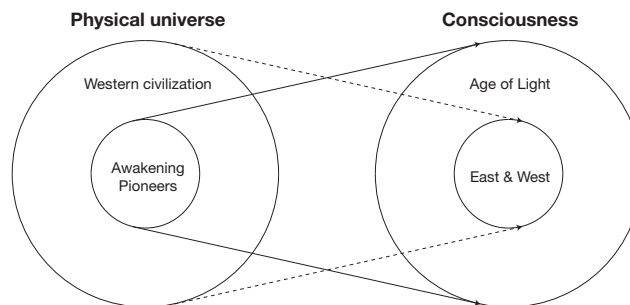 Physical universe
Consciousness
Western civilization
Age of Light
Awakening
Pioneers
East & West